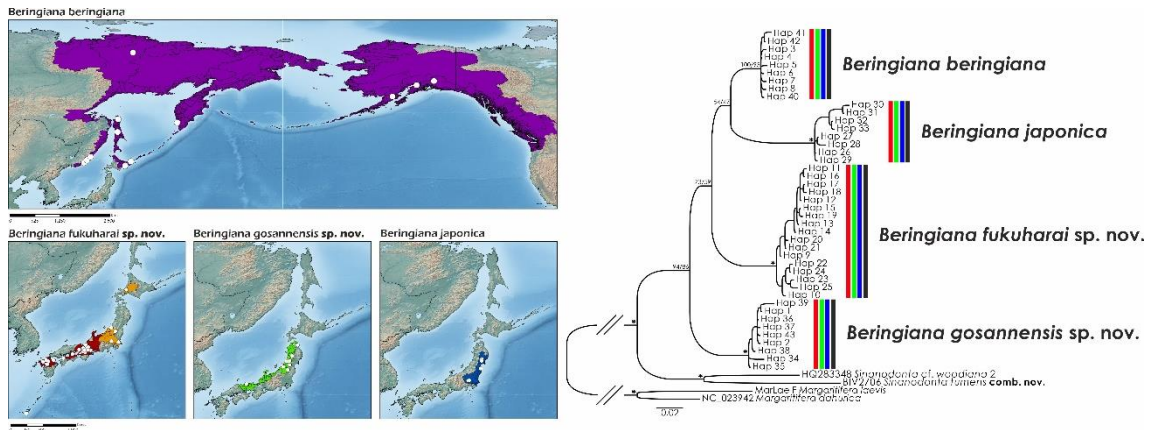 Beringiana beringiana
Beringiana fukuharai sp. nov.
Beringiana gosannensis sp. nov.
Beringiana japonica
Hap 41
Hap 42
Hap 3
Hap 4
Hap 5
Hap 6
Hap 7
Hap 8
Hap 40
Beringiana beringiana
Hap 30
Hap 31
Hap 32
Hap 33
Hap 27
Hap 28
Hap 26
Hap 29
Beringiana japonica
Hap 11
Hap 16
Hap 17
Hap 18
Hap 12
Hap 15
Hap 19
Hap 13
Hap 14
Hap 20
Hap 21
Hap 9
Hap 22
Hap 24
Hap 23
Hap 25
Hap 10
Beringiana fukuharai sp. nov.
Hap 39
Hap 1
Hap 36
Hap 37
Hap 43
Hap 2
Hap 38
Hap 34
Hap 35
Beringiana gosannensis sp. nov.
94/86
HQ283348 Sinanodonta cf. woodiana 2
BIV2706 Sinanodonta tumens comb. nov.
MarLae F Margaritifera laevis
NC_023942 Margaritifera dahurica
0.02